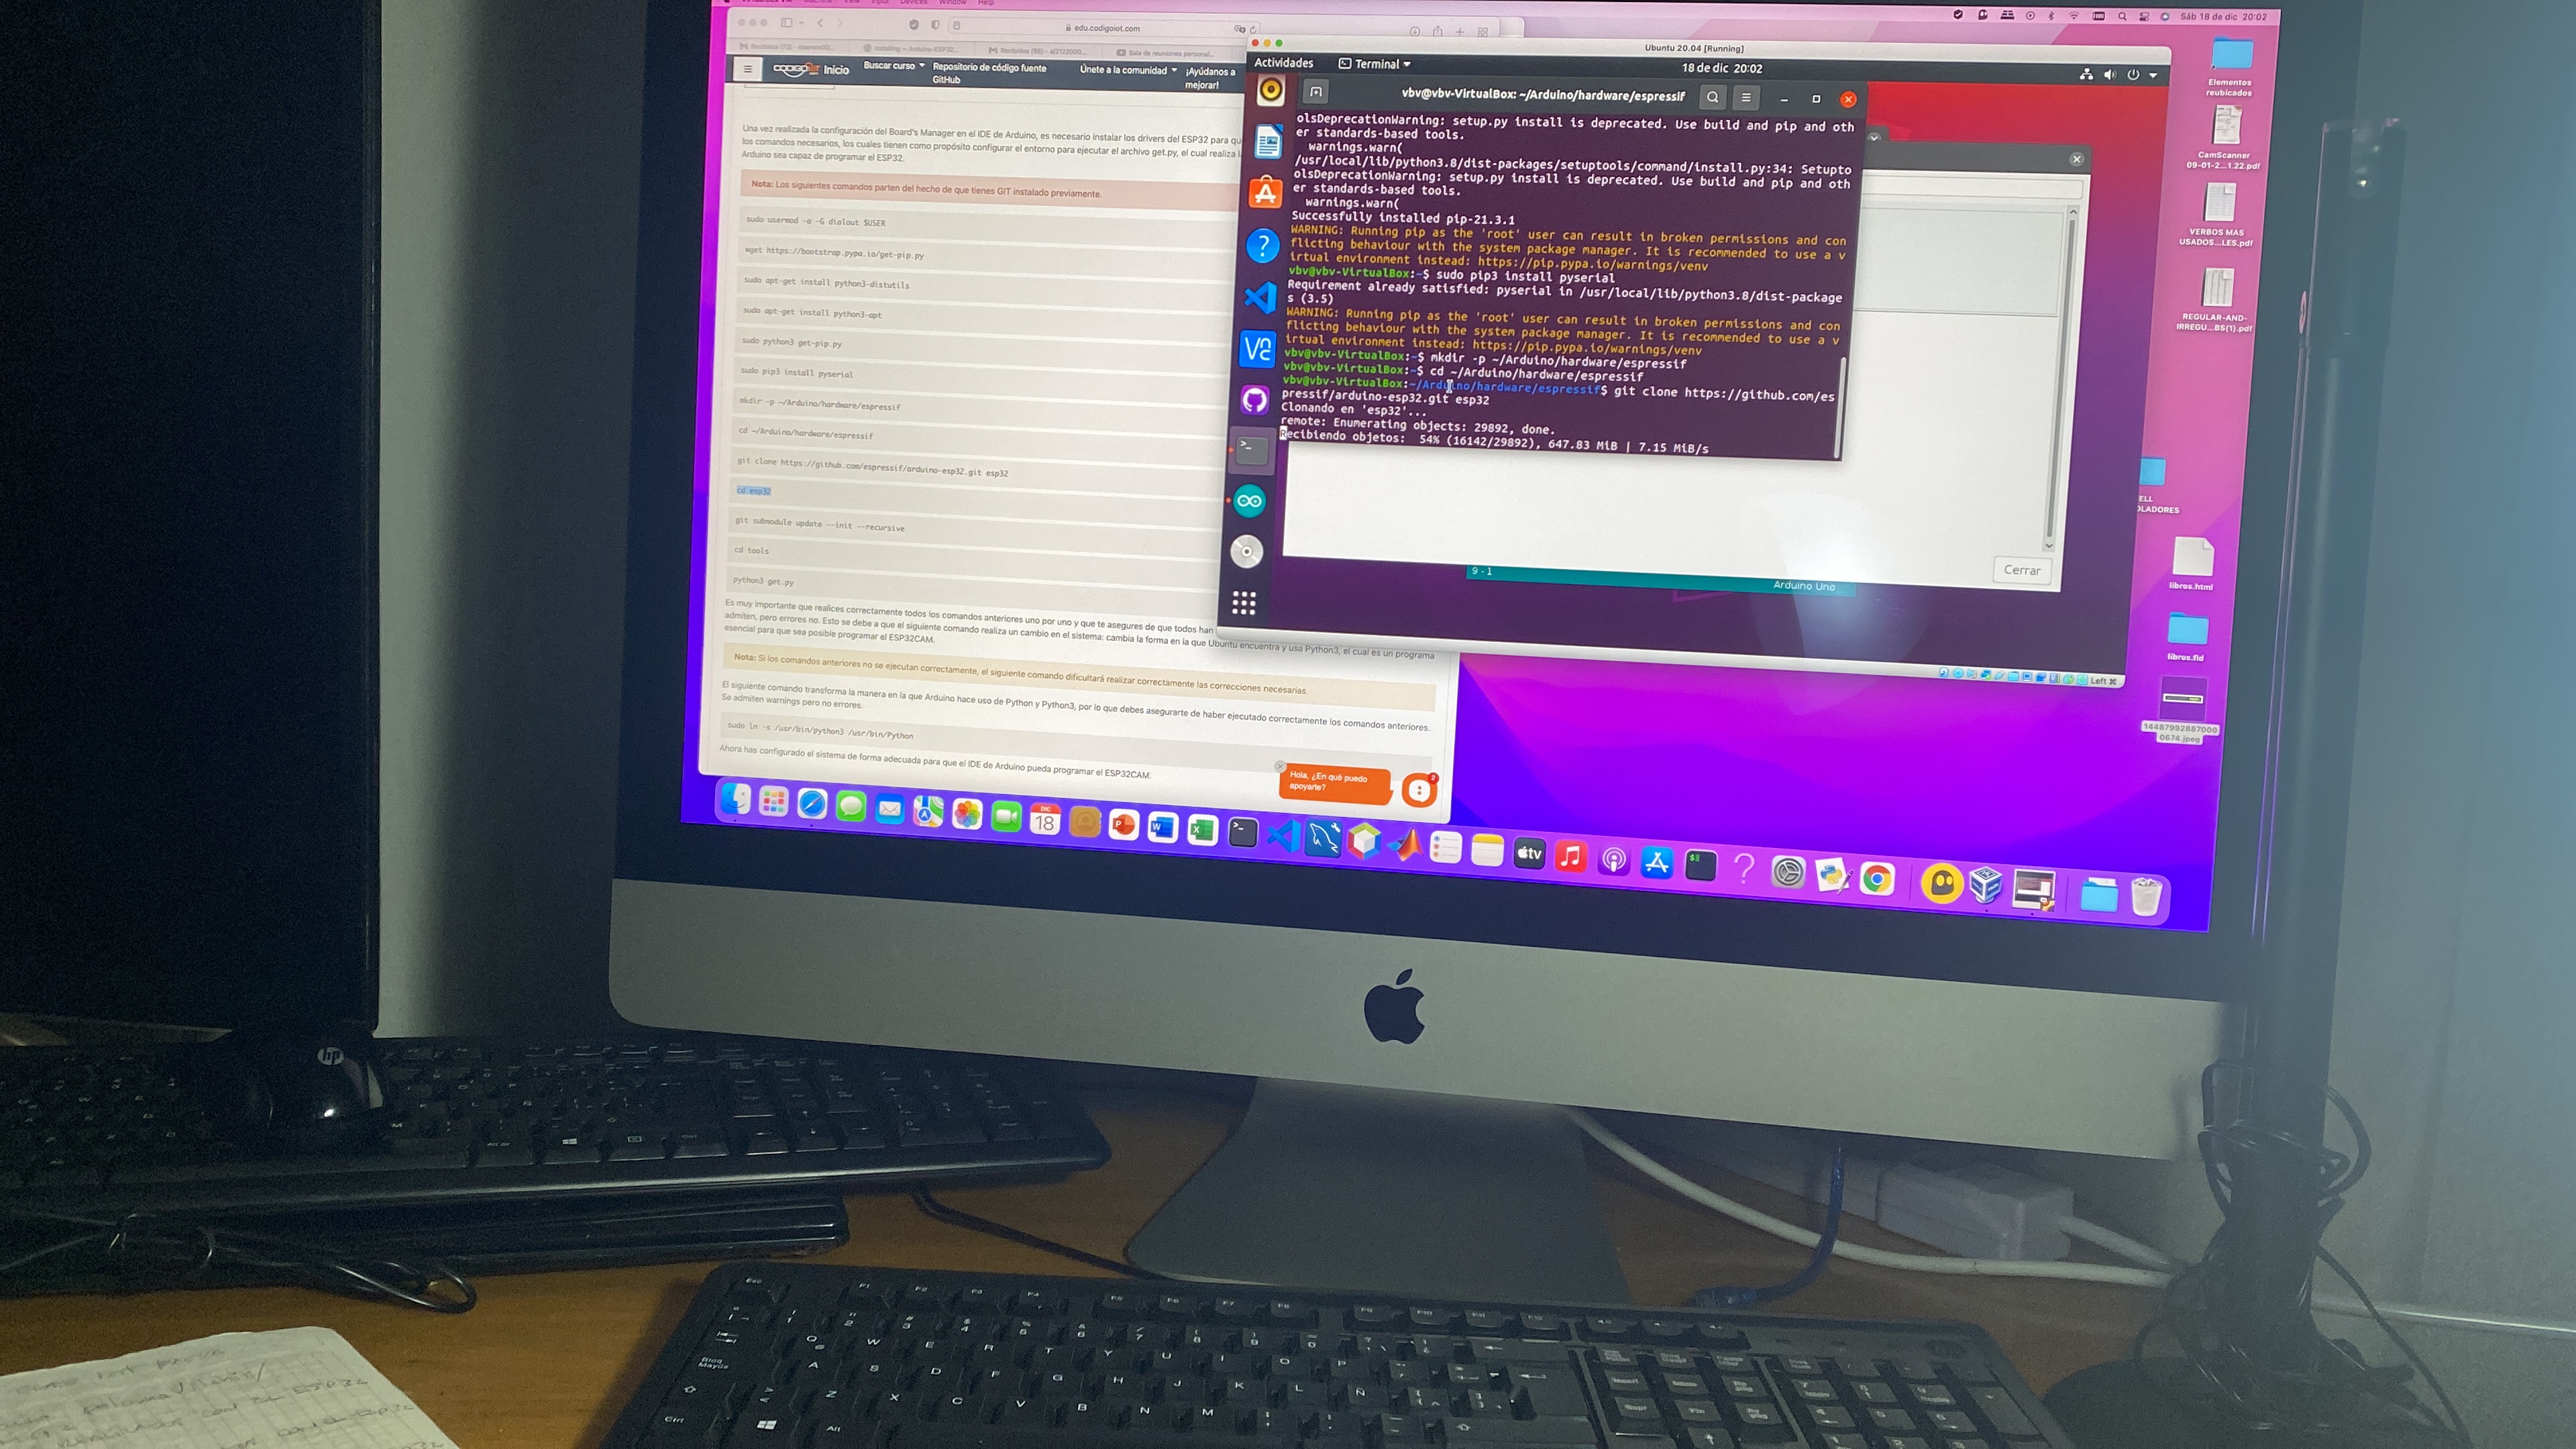 Window
Help
Sáb 18 de dic 20:02
edu.codigoiot.com
Inicio
Buscar curso
Repositorio de código fuente
GitHub
Únete a la comunidad
¡Ayúdanos a
mejorar!
Una vez realizada la configuración del Board's Manager en el IDE de Arduino, es necesario instalar los drivers del ESP32 para qu
los comandos necesarios, los cuales tienen como propósito configurar el entorno para ejecutar el archivo get.py, el cual realiza l
Arduino sea capaz de programar el ESP32.
Nota: Los siguientes comandos parten del hecho de que tienes GIT instalado previamente.
sudo usermod -a -G dialout $USER
wget https://bootstrap.pypa.io/get-pip.py
sudo apt-get install python3-distutils
sudo apt-get install python3-apt
sudo python3 get-pip.py
sudo pip3 install pyserial
mkdir -p ~/Arduino/hardware/espressif
cd ~/Arduino/hardware/espressif
git clone https://github.com/espressif/arduino-esp32.git esp32
cd esp32
git submodule update --init --recursive
cd tools
python3 get.py
Es muy importante que realices correctamente todos los comandos anteriores uno por uno y que te asegures de que todos han
admiten, pero errores no. Esto se debe a que el siguiente comando realiza un cambio en el sistema: cambia la forma en la que Ubuntu encuentra y usa Python3, el cual es un programa
esencial para que sea posible programar el ESP32CAM.
Nota: Si los comandos anteriores no se ejecutan correctamente, el siguiente comando dificultará realizar correctamente las correcciones necesarias.
El siguiente comando transforma la manera en la que Arduino hace uso de Python y Python3, por lo que debes asegurarte de haber ejecutado correctamente los comandos anteriores.
Se admiten warnings pero no errores.
sudo ln -s /usr/bin/python3 /usr/bin/Python
Ahora has configurado el sistema de forma adecuada para que el IDE de Arduino pueda programar el ESP32CAM.
Hola, ¿En qué puedo
apoyarte?
2
Ubuntu 20.04 [Running]
Actividades
Terminal
18 de dic 20:02
vbv@vbv-VirtualBox: ~/Arduino/hardware/espressif
olsDeprecationWarning: setup.py install is deprecated. Use build and pip and oth
er standards-based tools.
warnings.warn(
/usr/local/lib/python3.8/dist-packages/setuptools/command/install.py:34: Setupto
olsDeprecationWarning: setup.py install is deprecated. Use build and pip and oth
er standards-based tools.
warnings.warn(
Successfully installed pip-21.3.1
WARNING: Running pip as the 'root' user can result in broken permissions and con
flicting behaviour with the system package manager. It is recommended to use a v
irtual environment instead: https://pip.pypa.io/warnings/venv
vbv@vbv-VirtualBox:~$ sudo pip3 install pyserial
Requirement already satisfied: pyserial in /usr/local/lib/python3.8/dist-package
s (3.5)
WARNING: Running pip as the 'root' user can result in broken permissions and con
flicting behaviour with the system package manager. It is recommended to use a v
irtual environment instead: https://pip.pypa.io/warnings/venv
vbv@vbv-VirtualBox:~$ mkdir -p ~/Arduino/hardware/espressif
vbv@vbv-VirtualBox:~$ cd ~/Arduino/hardware/espressif
vbv@vbv-VirtualBox:~/Arduino/hardware/espressif$ git clone https://github.com/es
pressif/arduino-esp32.git esp32
Clonando en 'esp32'...
remote: Enumerating objects: 29892, done.
Recibiendo objetos: 54% (16142/29892), 647.83 MiB | 7.15 MiB/s
Cerrar
9 - 1
Arduino Uno
Left ⌘
Elementos
reubicados
CamScanner
09-01-2...1.22.pdf
VERBOS MAS
USADOS...LES.pdf
REGULAR-AND-
IRREGU...BS(1).pdf
ELL
OLADORES
libros.html
libros.fld
14487992887000
0674.jpeg
DIC
18
tv
hp